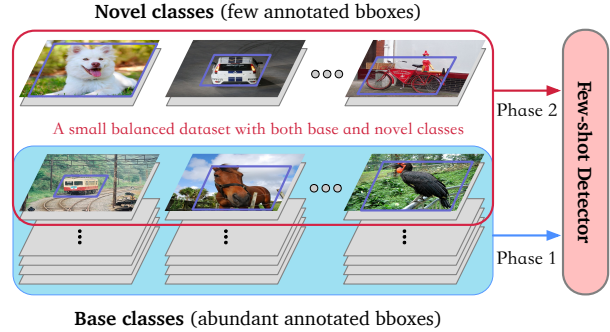 Novel classes (few annotated bboxes)
Phase 2
A small balanced dataset with both base and novel classes
Few-shot Detector
Phase 1
Base classes (abundant annotated bboxes)